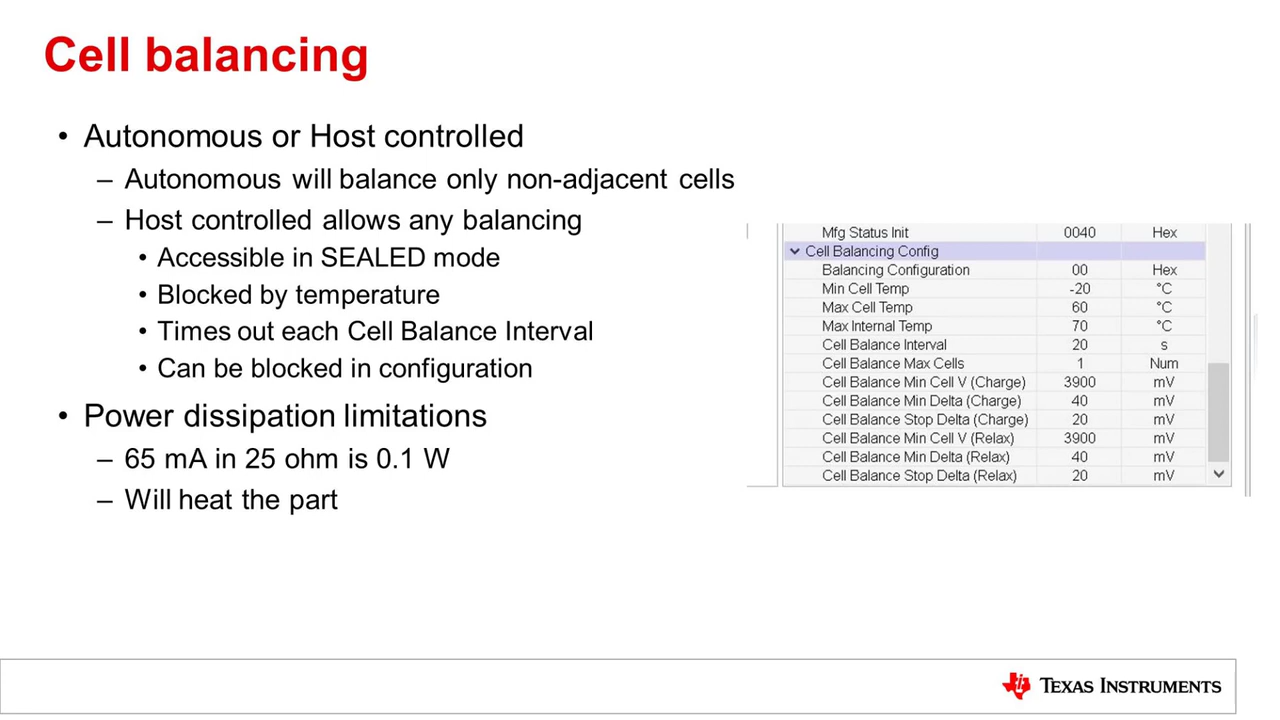 Cell balancing
• Autonomous or Host controlled
– Autonomous will balance only non-adjacent cells
– Host controlled allows any balancing
• Accessible in SEALED mode
• Blocked by temperature
• Times out each Cell Balance Interval
• Can be blocked in configuration
• Power dissipation limitations
– 65 mA in 25 ohm is 0.1 W
– Will heat the part
Mfg Status Init 0040 Hex
Cell Balancing Config
Balancing Configuration 00 Hex
Min Cell Temp -20 °C
Max Cell Temp 60 °C
Max Internal Temp 70 °C
Cell Balance Interval 20 s
Cell Balance Max Cells 1 Num
Cell Balance Min Cell V (Charge) 3900 mV
Cell Balance Min Delta (Charge) 40 mV
Cell Balance Stop Delta (Charge) 20 mV
Cell Balance Min Cell V (Relax) 3900 mV
Cell Balance Min Delta (Relax) 40 mV
Cell Balance Stop Delta (Relax) 20 mV
TEXAS INSTRUMENTS